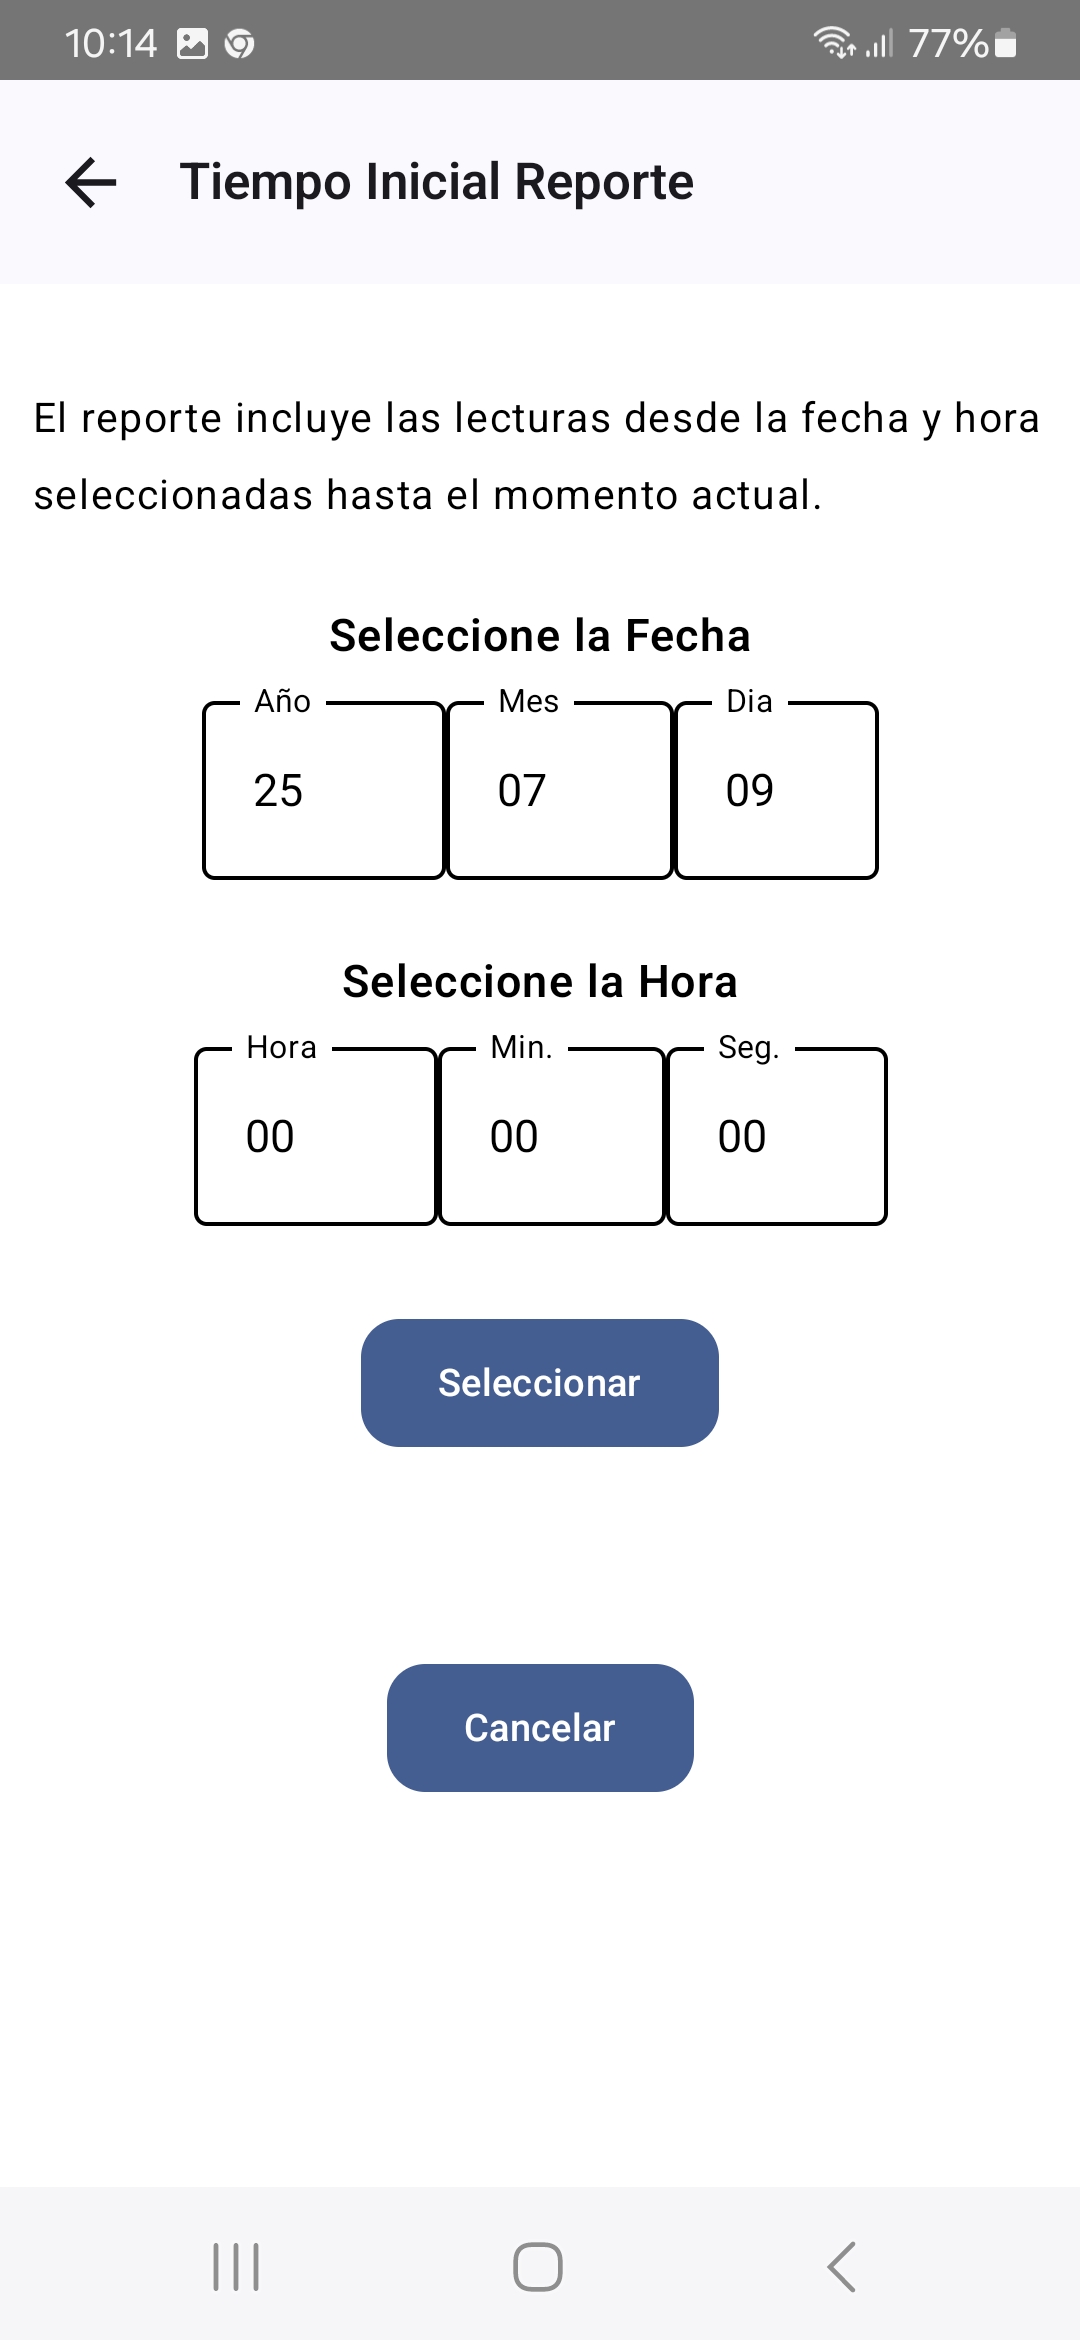 10:14
77%
Tiempo Inicial Reporte
El reporte incluye las lecturas desde la fecha y hora
seleccionadas hasta el momento actual.
Seleccione la Fecha
Año Mes Dia
25 07 09
Seleccione la Hora
Hora Min. Seg.
00 00 00
Seleccionar
Cancelar